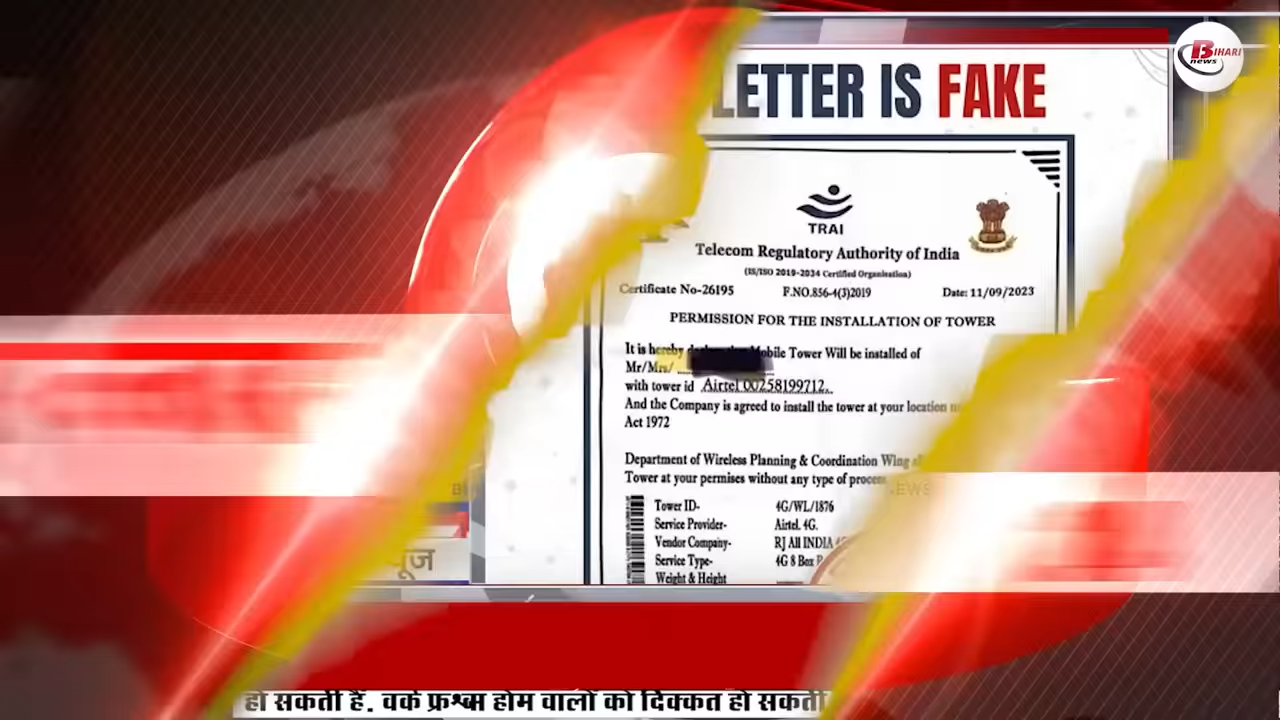 BIHARI
news
LETTER IS FAKE
TRAI
Telecom Regulatory Authority of India
(IS/ISO 2019-2034 Certified Organisation)
Certificate No-26195 F.NO.856-4(3)2019 Date: 11/09/2023
PERMISSION FOR THE INSTALLATION OF TOWER
It is hereby Mobile Tower Will be installed of
Mr/Mrs/
with tower id Airtel 00258199712.
And the Company is agreed to install the tower at your location
Act 1972
Department of Wireless Planning & Coordination Wing
Tower at your permises without any type of
Tower ID- 4G/WL/1876
Service Provider- Airtel. 4G.
Vendor Company- RJ All INDIA
Service Type- 4G 8 Box
Weight & Height
हो सकती है. वर्क फ्रॉम होम वालों को दिक्कत हो सकती